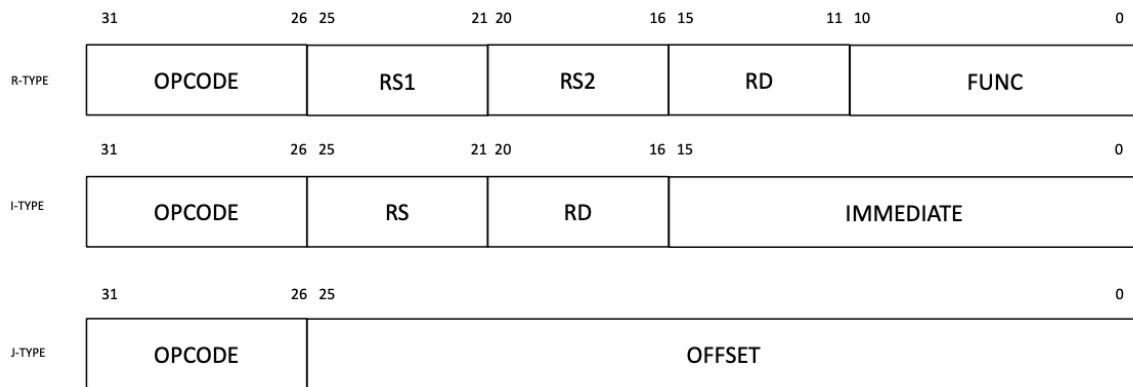 31 26 25 21 20 16 15 11 10 0
R-TYPE OPCODE RS1 RS2 RD FUNC
31 26 25 21 20 16 15 0
I-TYPE OPCODE RS RD IMMEDIATE
31 26 25 0
J-TYPE OPCODE OFFSET